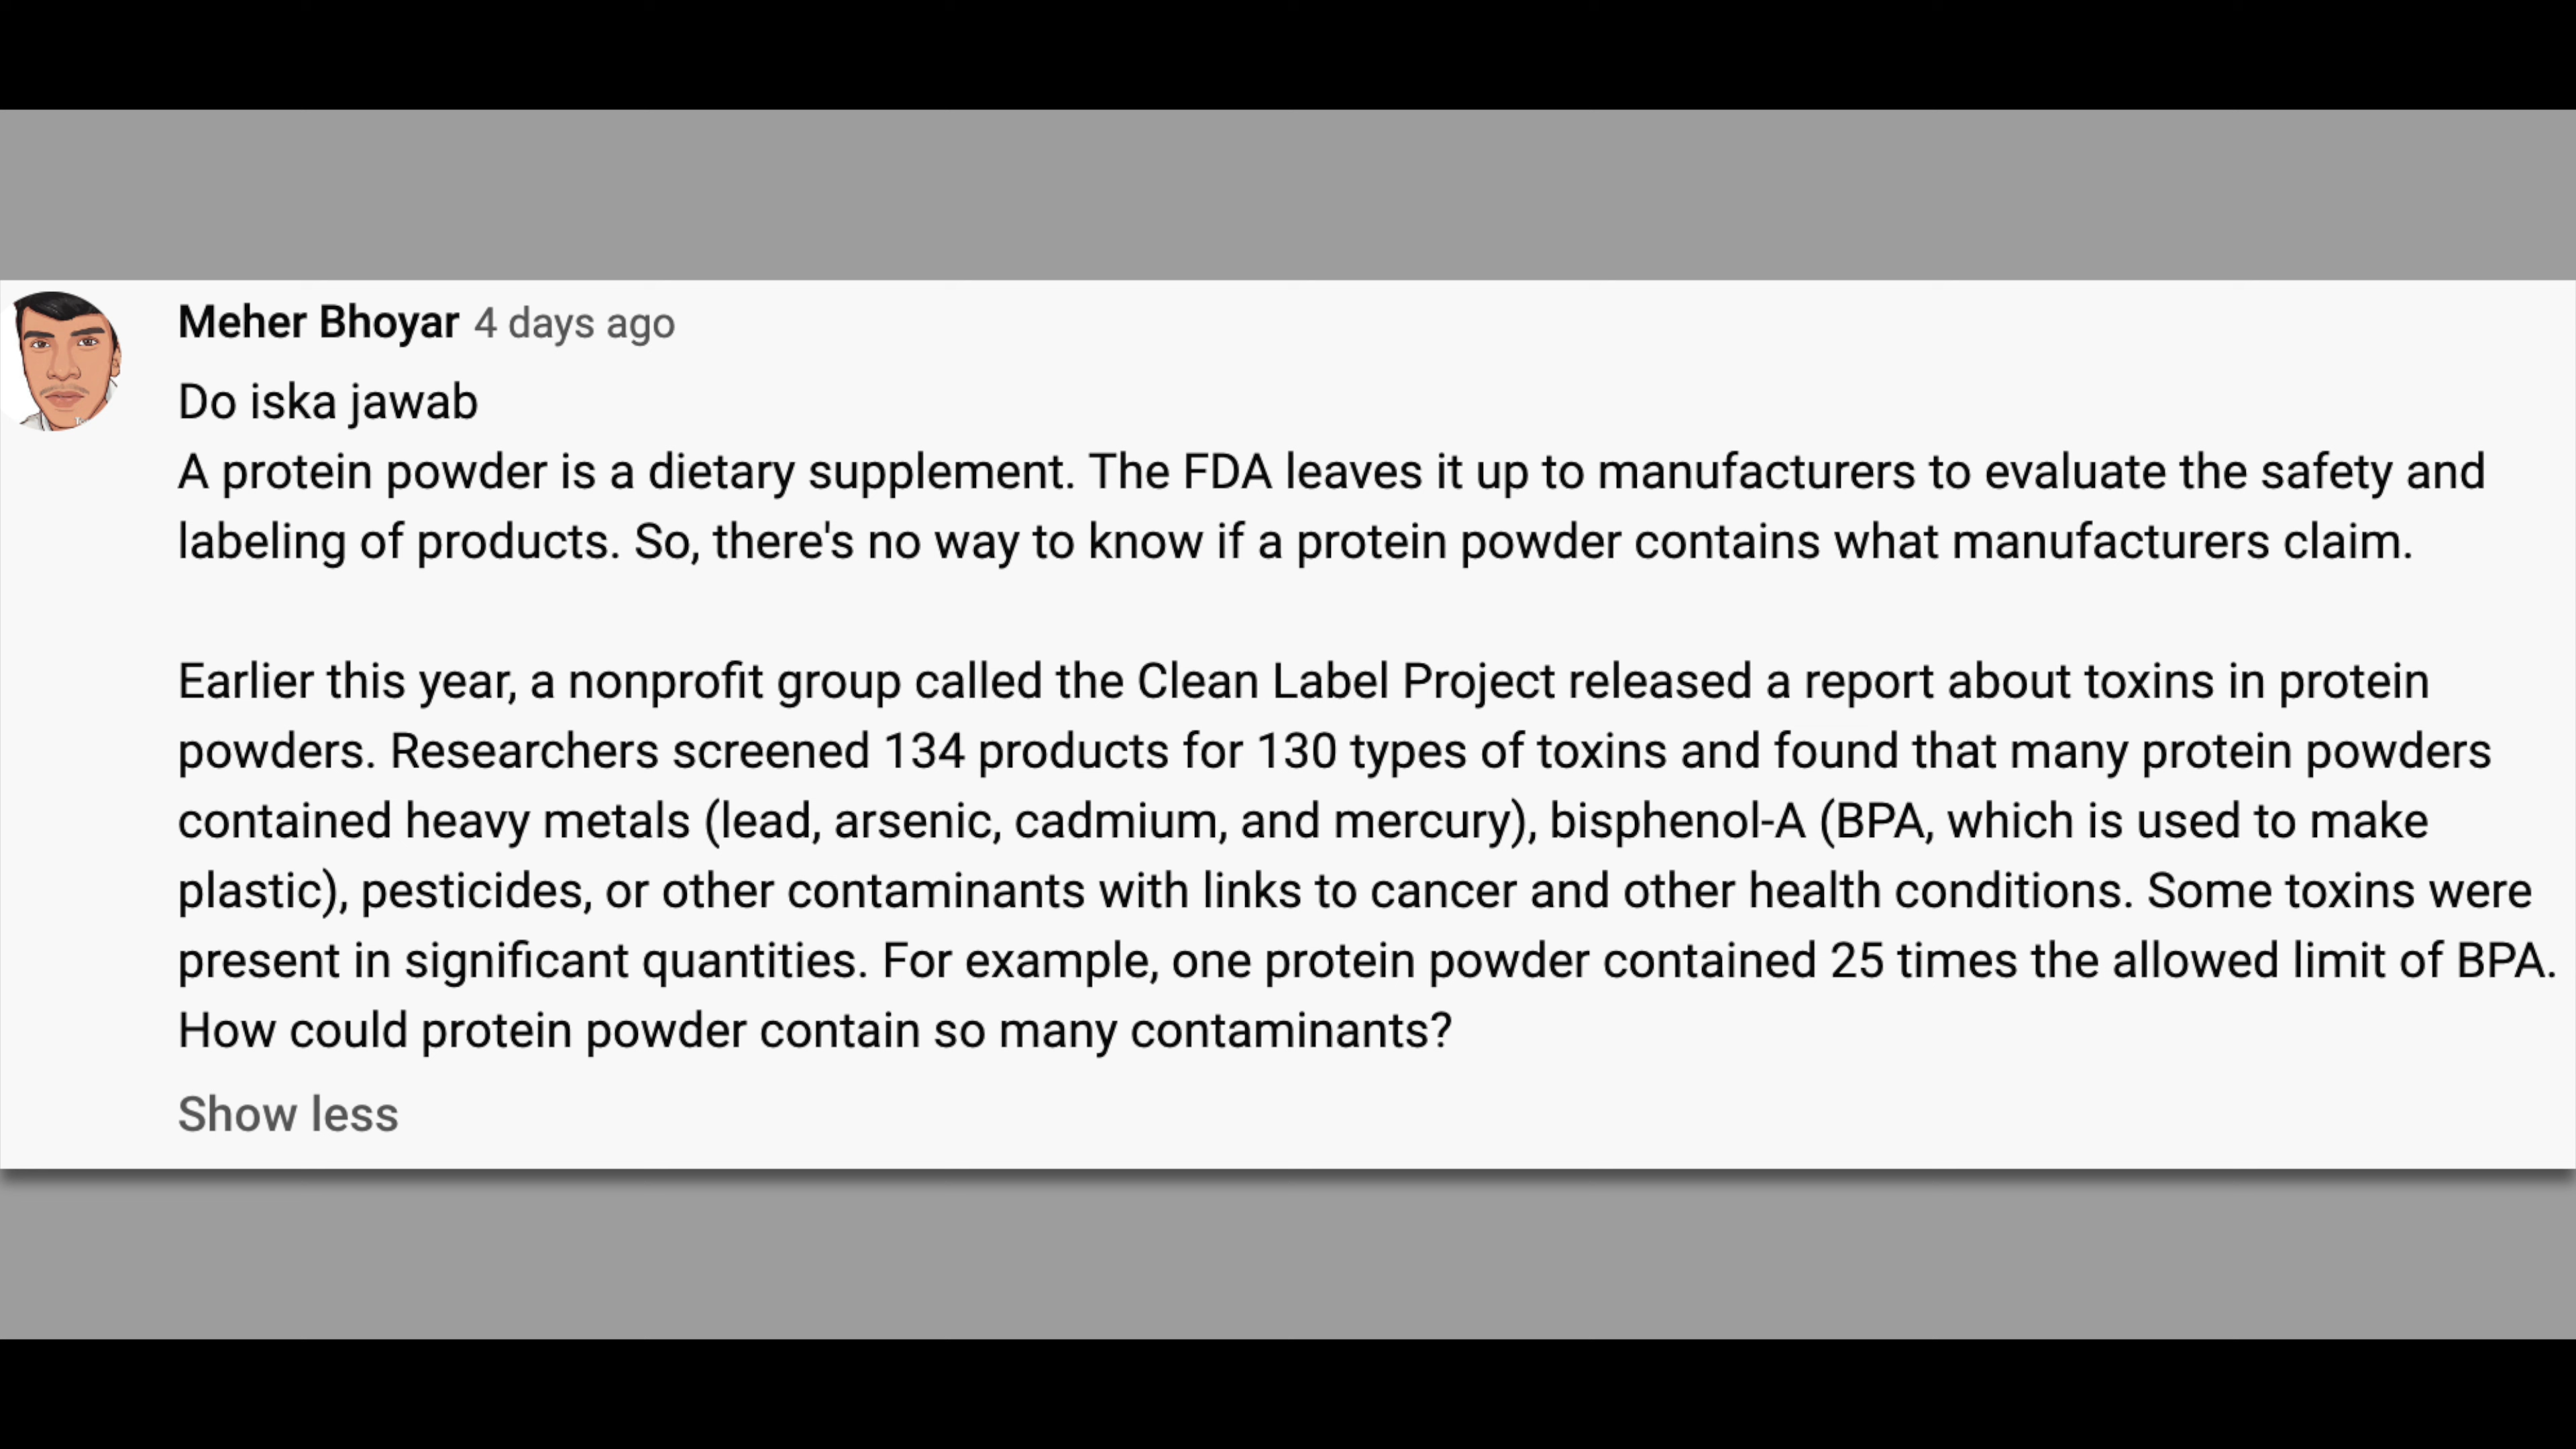 Meher Bhoyar 4 days ago
Do iska jawab
A protein powder is a dietary supplement. The FDA leaves it up to manufacturers to evaluate the safety and
labeling of products. So, there's no way to know if a protein powder contains what manufacturers claim.
Earlier this year, a nonprofit group called the Clean Label Project released a report about toxins in protein
powders. Researchers screened 134 products for 130 types of toxins and found that many protein powders
contained heavy metals (lead, arsenic, cadmium, and mercury), bisphenol-A (BPA, which is used to make
plastic), pesticides, or other contaminants with links to cancer and other health conditions. Some toxins were
present in significant quantities. For example, one protein powder contained 25 times the allowed limit of BPA.
How could protein powder contain so many contaminants?
Show less